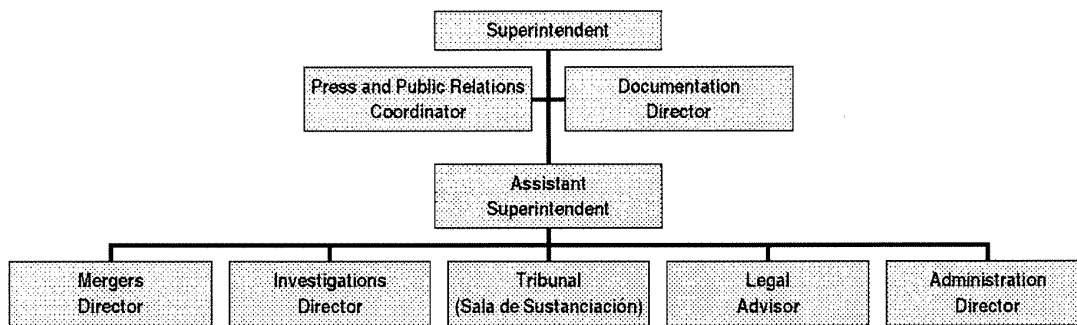 Superintendent
Press and Public Relations
Coordinator
Documentation
Director
Assistant
Superintendent
Mergers
Director
Investigations
Director
Tribunal
(Sala de Sustanciación)
Legal
Advisor
Administration
Director